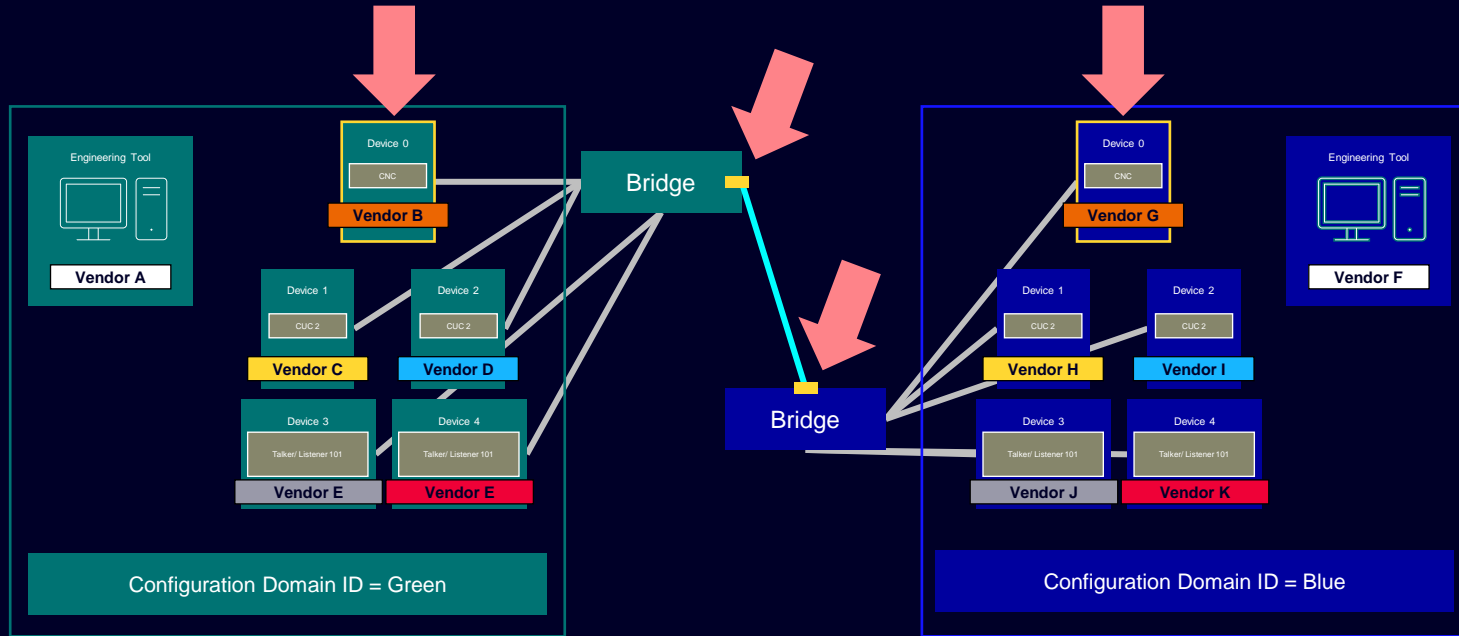 Engineering Tool
Vendor A
Device 0
CNC
Vendor B
Device 1
CUC 2
Vendor C
Device 2
CUC 2
Vendor D
Device 3
Talker/ Listener 101
Vendor E
Device 4
Talker/ Listener 101
Vendor E
Configuration Domain ID = Green
Bridge
Bridge
Device 0
CNC
Vendor G
Engineering Tool
Vendor F
Device 1
CUC 2
Vendor H
Device 2
CUC 2
Vendor I
Device 3
Talker/ Listener 101
Vendor J
Device 4
Talker/ Listener 101
Vendor K
Configuration Domain ID = Blue